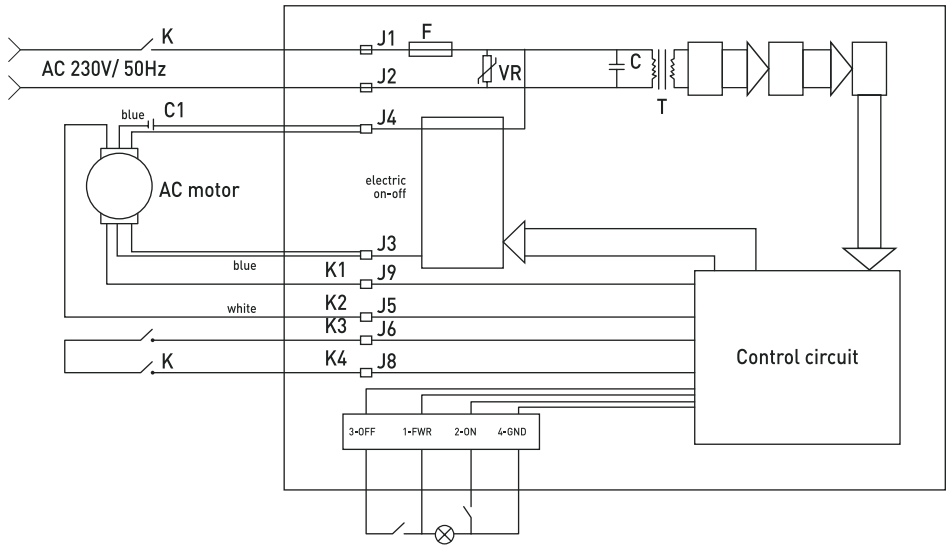 K
J1
F
AC 230V/ 50Hz
J2
VR
C
T
blue
C1
J4
AC motor
electric
on-off
J3
blue
K1
J9
white
K2
J5
K3
J6
K
K4
J8
Control circuit
3-OFF
1-FWR
2-ON
4-GND